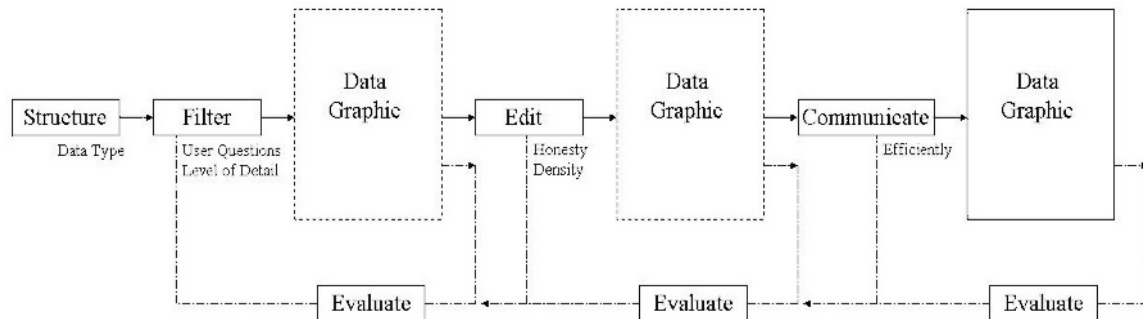 Structure
Data Type
Filter
User Questions
Level of Detail
Data
Graphic
Edit
Honesty
Density
Data
Graphic
Communicate
Efficiently
Data
Graphic
Evaluate
Evaluate
Evaluate